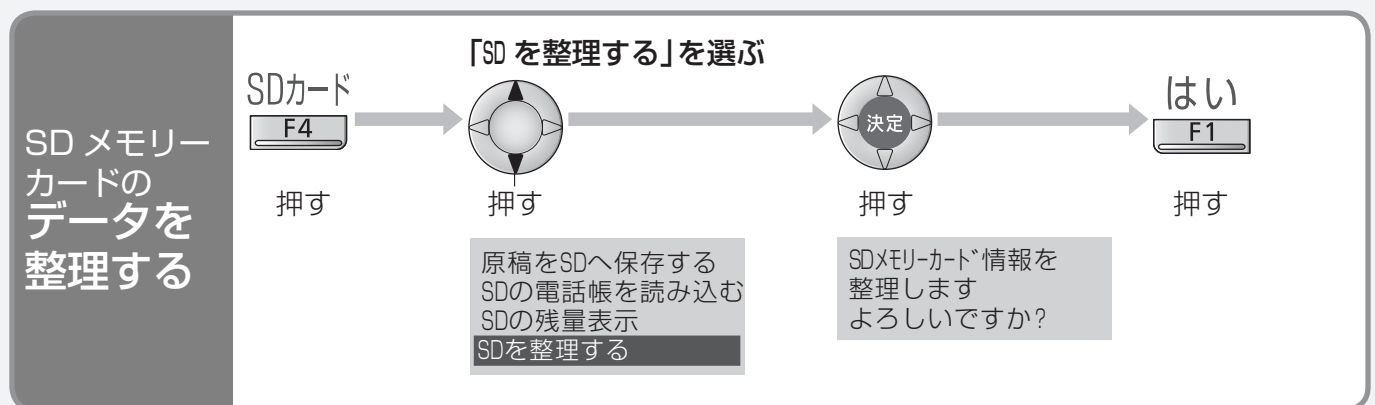 SD メモリー
カードの
データを
整理する
SDカード
F4
押す
「SD を整理する」を選ぶ
押す
原稿をSDへ保存する
SDの電話帳を読み込む
SDの残量表示
SDを整理する
決定
押す
SDﾒﾓﾘｰｶｰﾄﾞ情報を
整理します
よろしいですか?
はい
F1
押す